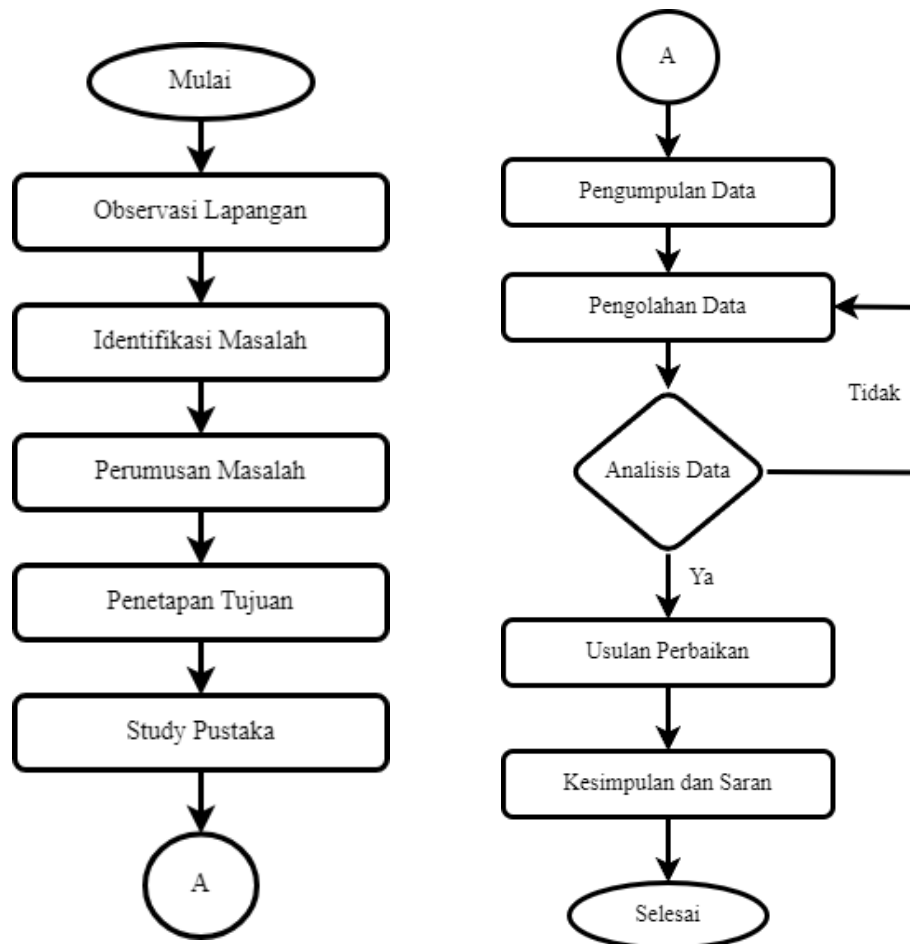 Mulai
Observasi Lapangan
Identifikasi Masalah
Perumusan Masalah
Penetapan Tujuan
Study Pustaka
A
A
Pengumpulan Data
Pengolahan Data
Tidak
Analisis Data
Ya
Usulan Perbaikan
Kesimpulan dan Saran
Selesai